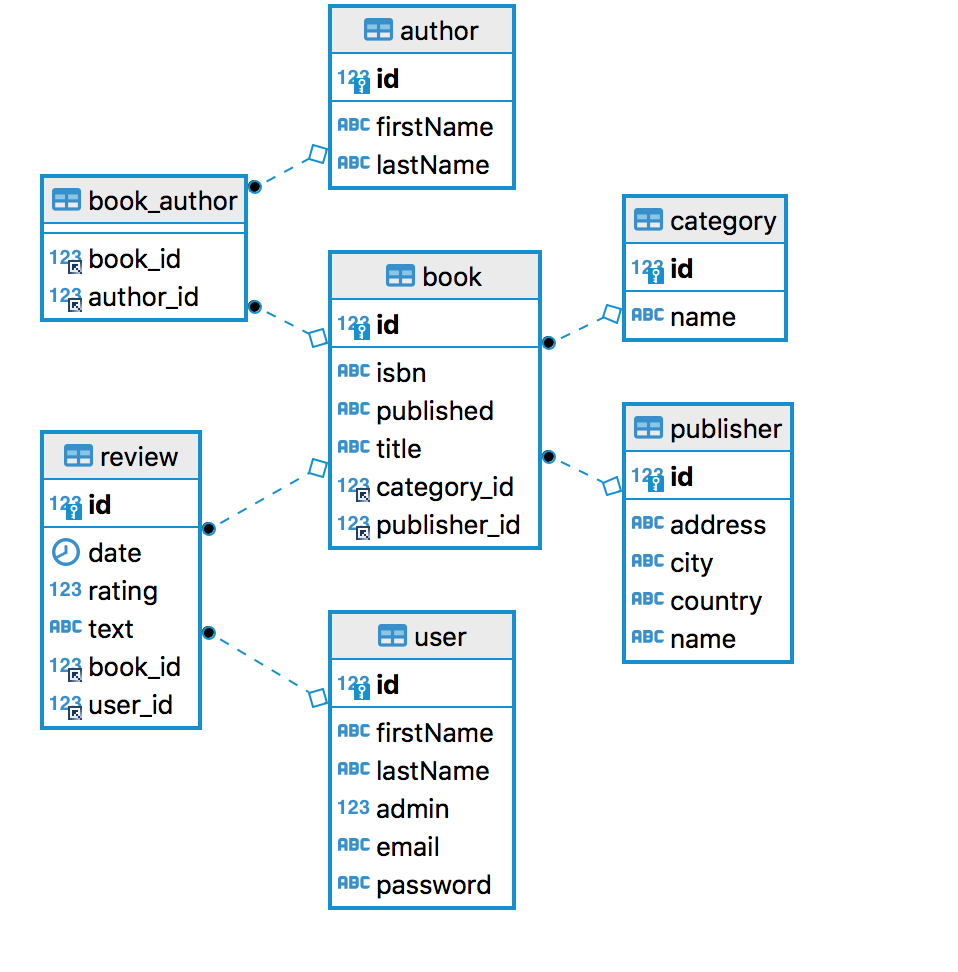 author
123 id
ABC firstName
ABC lastName
book_author
123 book_id
123 author_id
book
123 id
ABC isbn
ABC published
ABC title
123 category_id
123 publisher_id
category
123 id
ABC name
publisher
123 id
ABC address
ABC city
ABC country
ABC name
review
123 id
date
123 rating
ABC text
123 book_id
123 user_id
user
123 id
ABC firstName
ABC lastName
123 admin
ABC email
ABC password